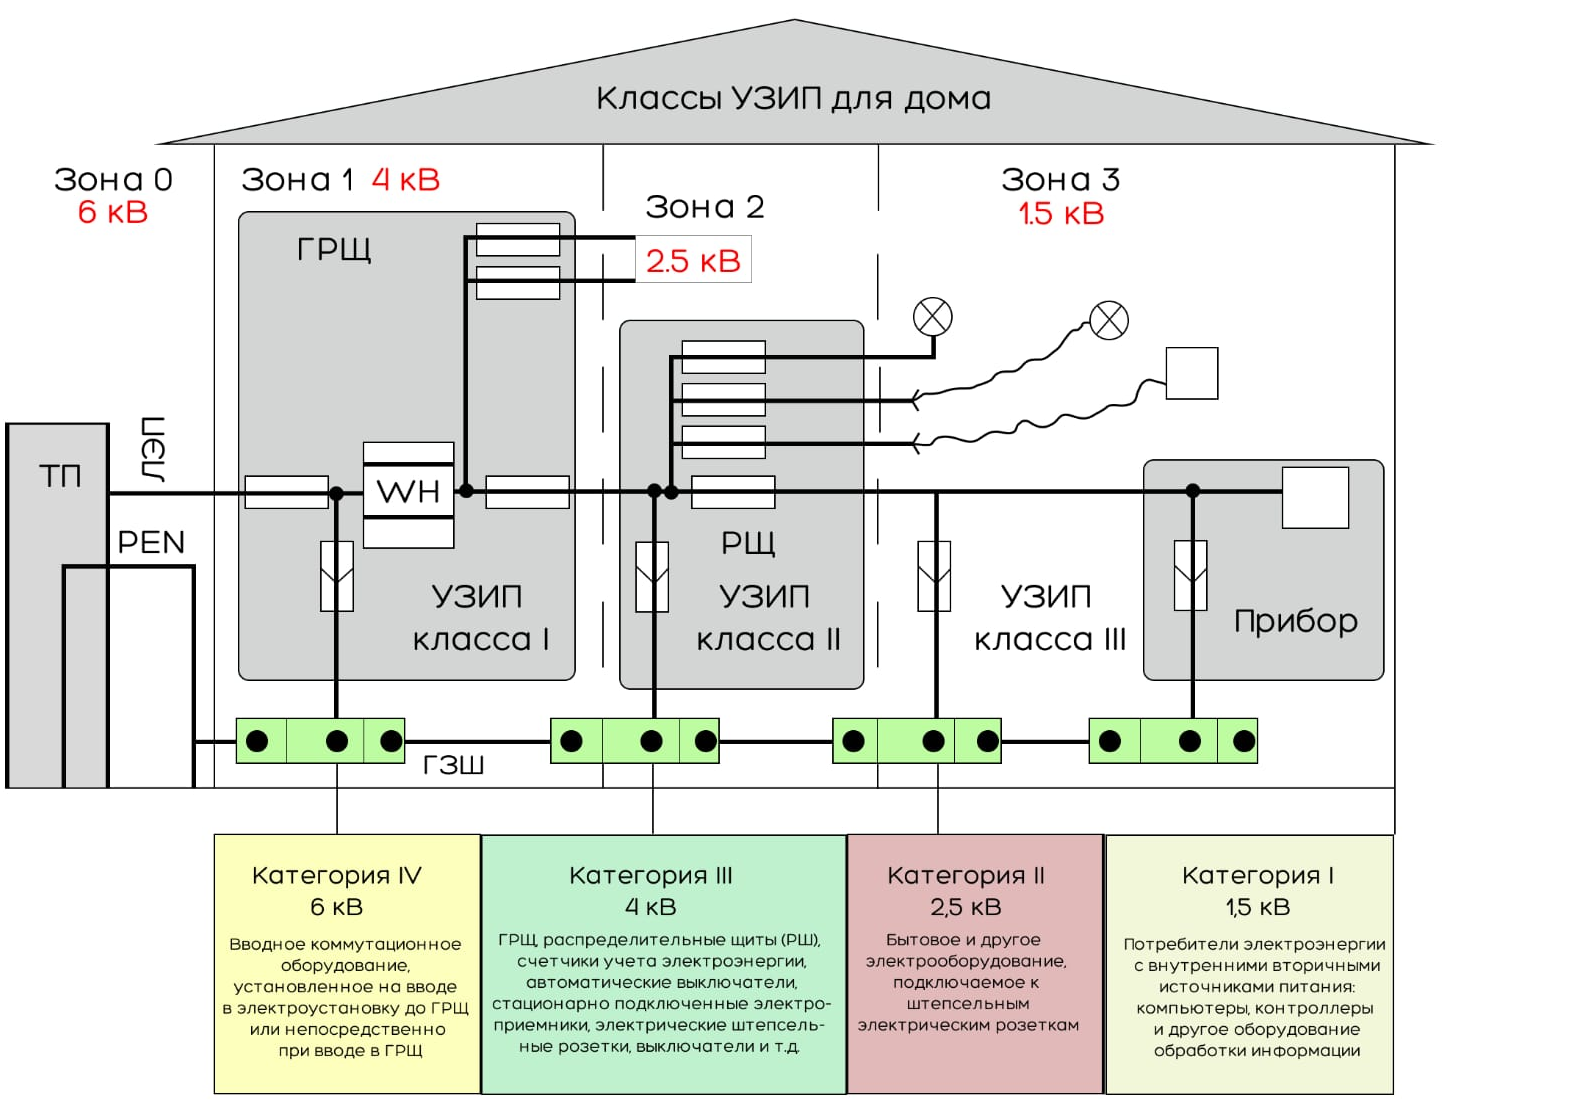 Классы УЗИП для дома
Зона 0
6 кВ
Зона 1 4 кВ
Зона 2
2.5 кВ
Зона 3
1.5 кВ
ГРЩ
ТП
ЛЭП
PEN
WH
УЗИП
класса I
РЩ
УЗИП
класса II
УЗИП
класса III
Прибор
ГЗШ
Категория IV
6 кВ
Вводное коммутационное
оборудование,
установленное на вводе
в электроустановку до ГРЩ
или непосредственно
при вводе в ГРЩ
Категория III
4 кВ
ГРЩ, распределительные щиты (РШ),
счетчики учета электроэнергии,
автоматические выключатели,
стационарно подключенные электро-
приемники, электрические штепсель-
ные розетки, выключатели и т.д.
Категория II
2,5 кВ
Бытовое и другое
электрооборудование,
подключаемое к
штепсельным
электрическим розеткам
Категория I
1,5 кВ
Потребители электроэнергии
с внутренними вторичными
источниками питания:
компьютеры, контроллеры
и другое оборудование
обработки информации